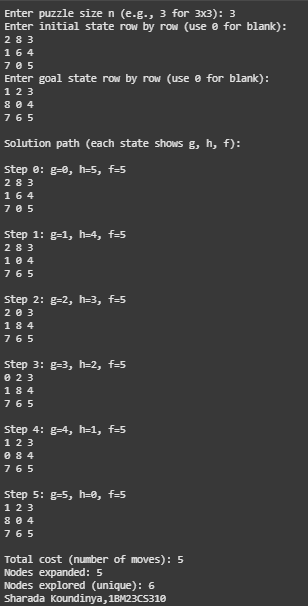 Enter puzzle size n (e.g., 3 for 3x3): 3
Enter initial state row by row (use 0 for blank):
2 8 3
1 6 4
7 0 5
Enter goal state row by row (use 0 for blank):
1 2 3
8 0 4
7 6 5
Solution path (each state shows g, h, f):
Step 0: g=0, h=5, f=5
2 8 3
1 6 4
7 0 5
Step 1: g=1, h=4, f=5
2 8 3
1 0 4
7 6 5
Step 2: g=2, h=3, f=5
2 0 3
1 8 4
7 6 5
Step 3: g=3, h=2, f=5
0 2 3
1 8 4
7 6 5
Step 4: g=4, h=1, f=5
1 2 3
0 8 4
7 6 5
Step 5: g=5, h=0, f=5
1 2 3
8 0 4
7 6 5
Total cost (number of moves): 5
Nodes expanded: 5
Nodes explored (unique): 6
Sharada Koundinya,1BM23CS310